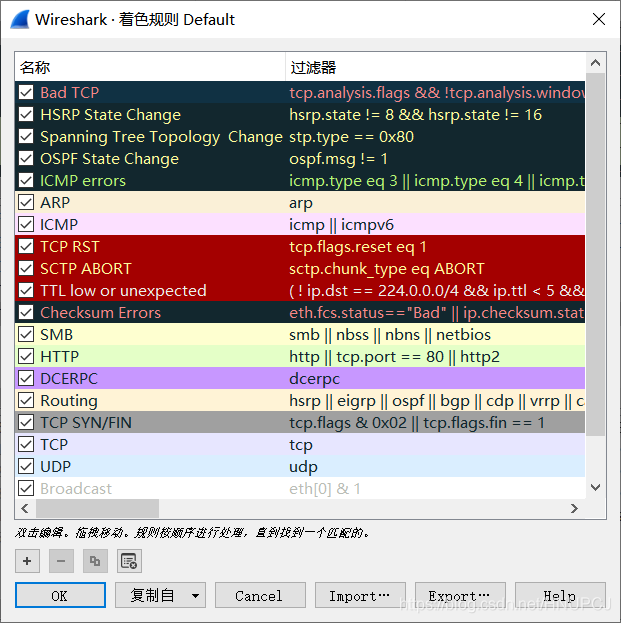 Wireshark · 着色规则 Default
名称 过滤器
Bad TCP tcp.analysis.flags && !tcp.analysis.window
HSRP State Change hsrp.state != 8 && hsrp.state != 16
Spanning Tree Topology Change stp.type == 0x80
OSPF State Change ospf.msg != 1
ICMP errors icmp.type eq 3 || icmp.type eq 4 || icmp.t
ARP arp
ICMP icmp || icmpv6
TCP RST tcp.flags.reset eq 1
SCTP ABORT sctp.chunk_type eq ABORT
TTL low or unexpected ( ! ip.dst == 224.0.0.0/4 && ip.ttl < 5 &&
Checksum Errors eth.fcs.status=="Bad" || ip.checksum.stat
SMB smb || nbss || nbns || netbios
HTTP http || tcp.port == 80 || http2
DCERPC dcerpc
Routing hsrp || eigrp || ospf || bgp || cdp || vrrp || c
TCP SYN/FIN tcp.flags & 0x02 || tcp.flags.fin == 1
TCP tcp
UDP udp
Broadcast eth[0] & 1
双击编辑。拖拽移动。规则按顺序进行处理，直到找到一个匹配的。
OK 复制自 Cancel Import… Export… Help